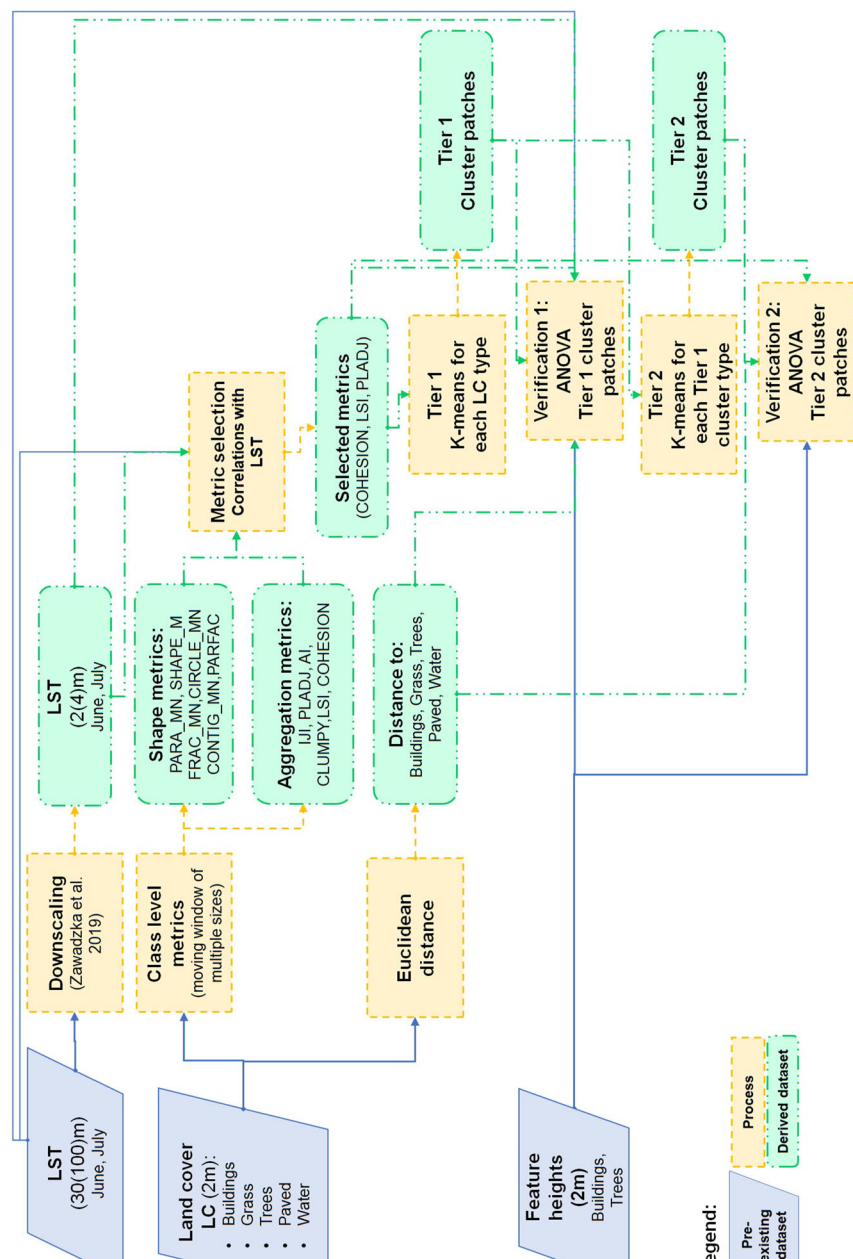 LST
(30(100)m)
June, July
Land cover
LC (2m):
• Buildings
• Grass
• Trees
• Paved
• Water
Feature
heights
(2m)
Buildings,
Trees
Downscaling
(Zawadzka et al.
2019)
Class level
metrics
(moving window of
multiple sizes)
Euclidean
distance
LST
(2(4)m)
June, July
Shape metrics:
PARA_MN, SHAPE_M
FRAC_MN,CIRCLE_MN
CONTIG_MN,PARFAC
Aggregation metrics:
IJI, PLADJ, AI,
CLUMPY,LSI, COHESION
Distance to:
Buildings, Grass, Trees,
Paved, Water
Metric selection
Correlations with
LST
Selected metrics
(COHESION, LSI, PLADJ)
Tier 1
K-means for
each LC type
Verification 1:
ANOVA
Tier 1 cluster
patches
Tier 2
K-means for
each Tier 1
cluster type
Verification 2:
ANOVA
Tier 2 cluster
patches
Tier 1
Cluster patches
Tier 2
Cluster patches
egend:
Pre-
existing
dataset
Process
Derived dataset